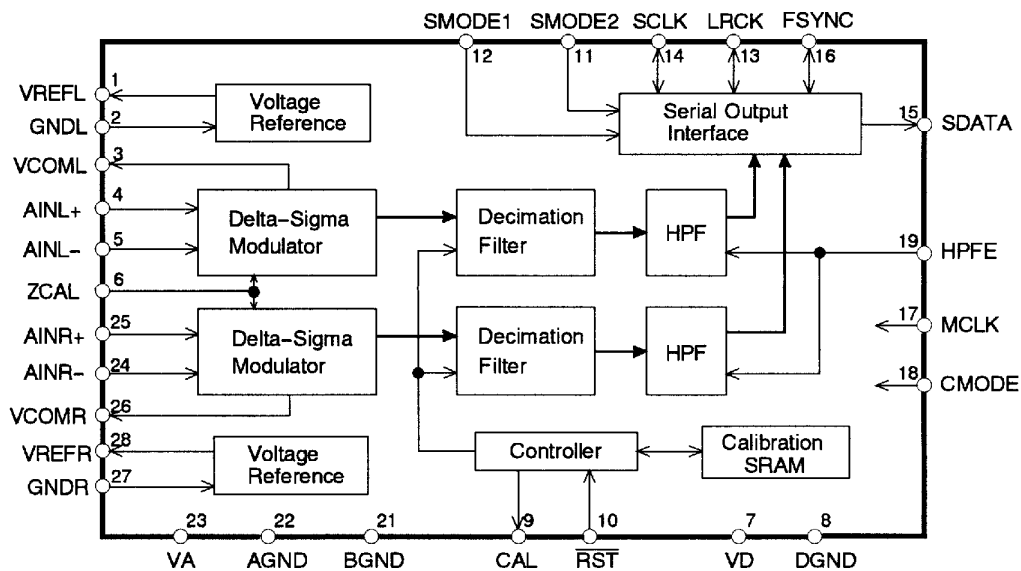 SMODE1 SMODE2 SCLK LRCK FSYNC
12 11 14 13 16
VREFL 1
GNDL 2
VCOML 3
AINL+ 4
AINL− 5
ZCAL 6
AINR+ 25
AINR− 24
VCOMR 26
VREFR 28
GNDR 27
Voltage
Reference
Serial Output
Interface
15 SDATA
Delta−Sigma
Modulator
Decimation
Filter
HPF
19 HPFE
Delta−Sigma
Modulator
Decimation
Filter
HPF
17 MCLK
18 CMODE
Voltage
Reference
Controller
Calibration
SRAM
23 22 21 9 10 7 8
VA AGND BGND CAL RST VD DGND